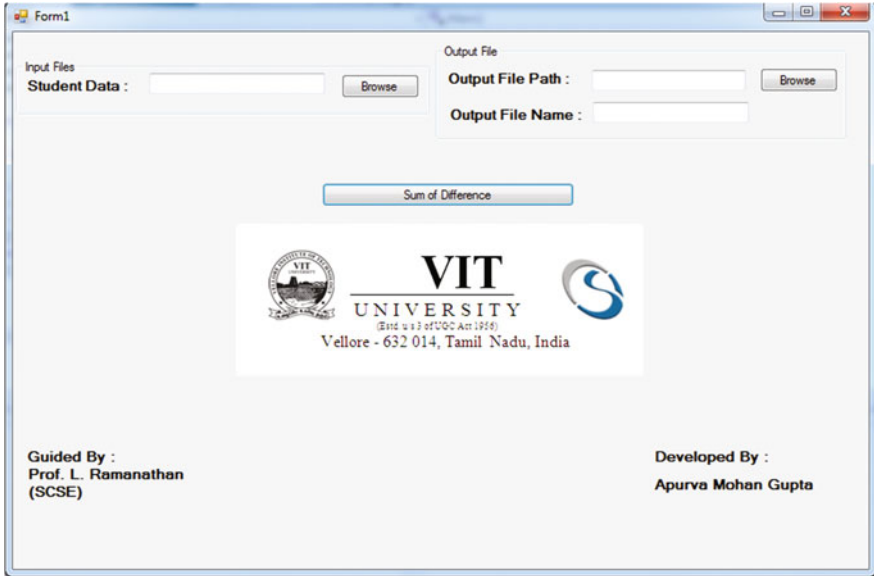 Form1
Input Files
Student Data :
Browse
Output File
Output File Path :
Browse
Output File Name :
Sum of Difference
VIT
UNIVERSITY
VIT
UNIVERSITY
(Estd u s 3 of UGC Act 1956)
Vellore - 632 014, Tamil Nadu, India
Guided By :
Prof. L. Ramanathan
(SCSE)
Developed By :
Apurva Mohan Gupta